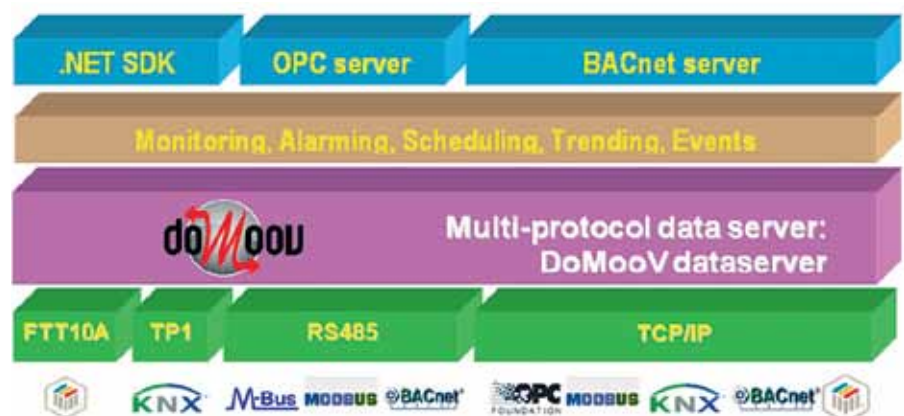 .NET SDK OPC server BACnet server
Monitoring, Alarming, Scheduling, Trending, Events
doMoov
Multi-protocol data server:
DoMooV dataserver
FTT10A TP1 RS485 TCP/IP
KNX M-Bus MODBUS BACnet OPC MODBUS KNX BACnet
FOUNDATION